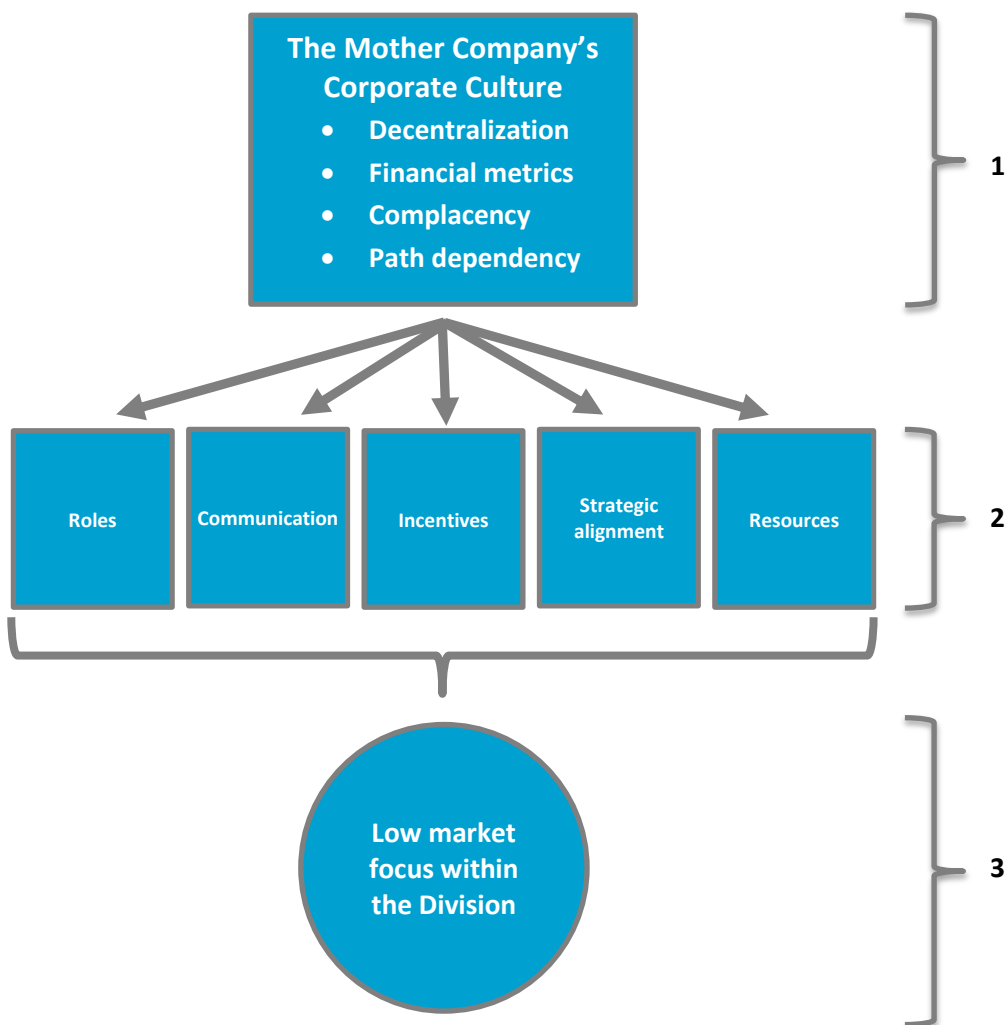 The Mother Company’s
Corporate Culture
• Decentralization
• Financial metrics
• Complacency
• Path dependency
1
Roles
Communication
Incentives
Strategic
alignment
Resources
2
Low market
focus within
the Division
3